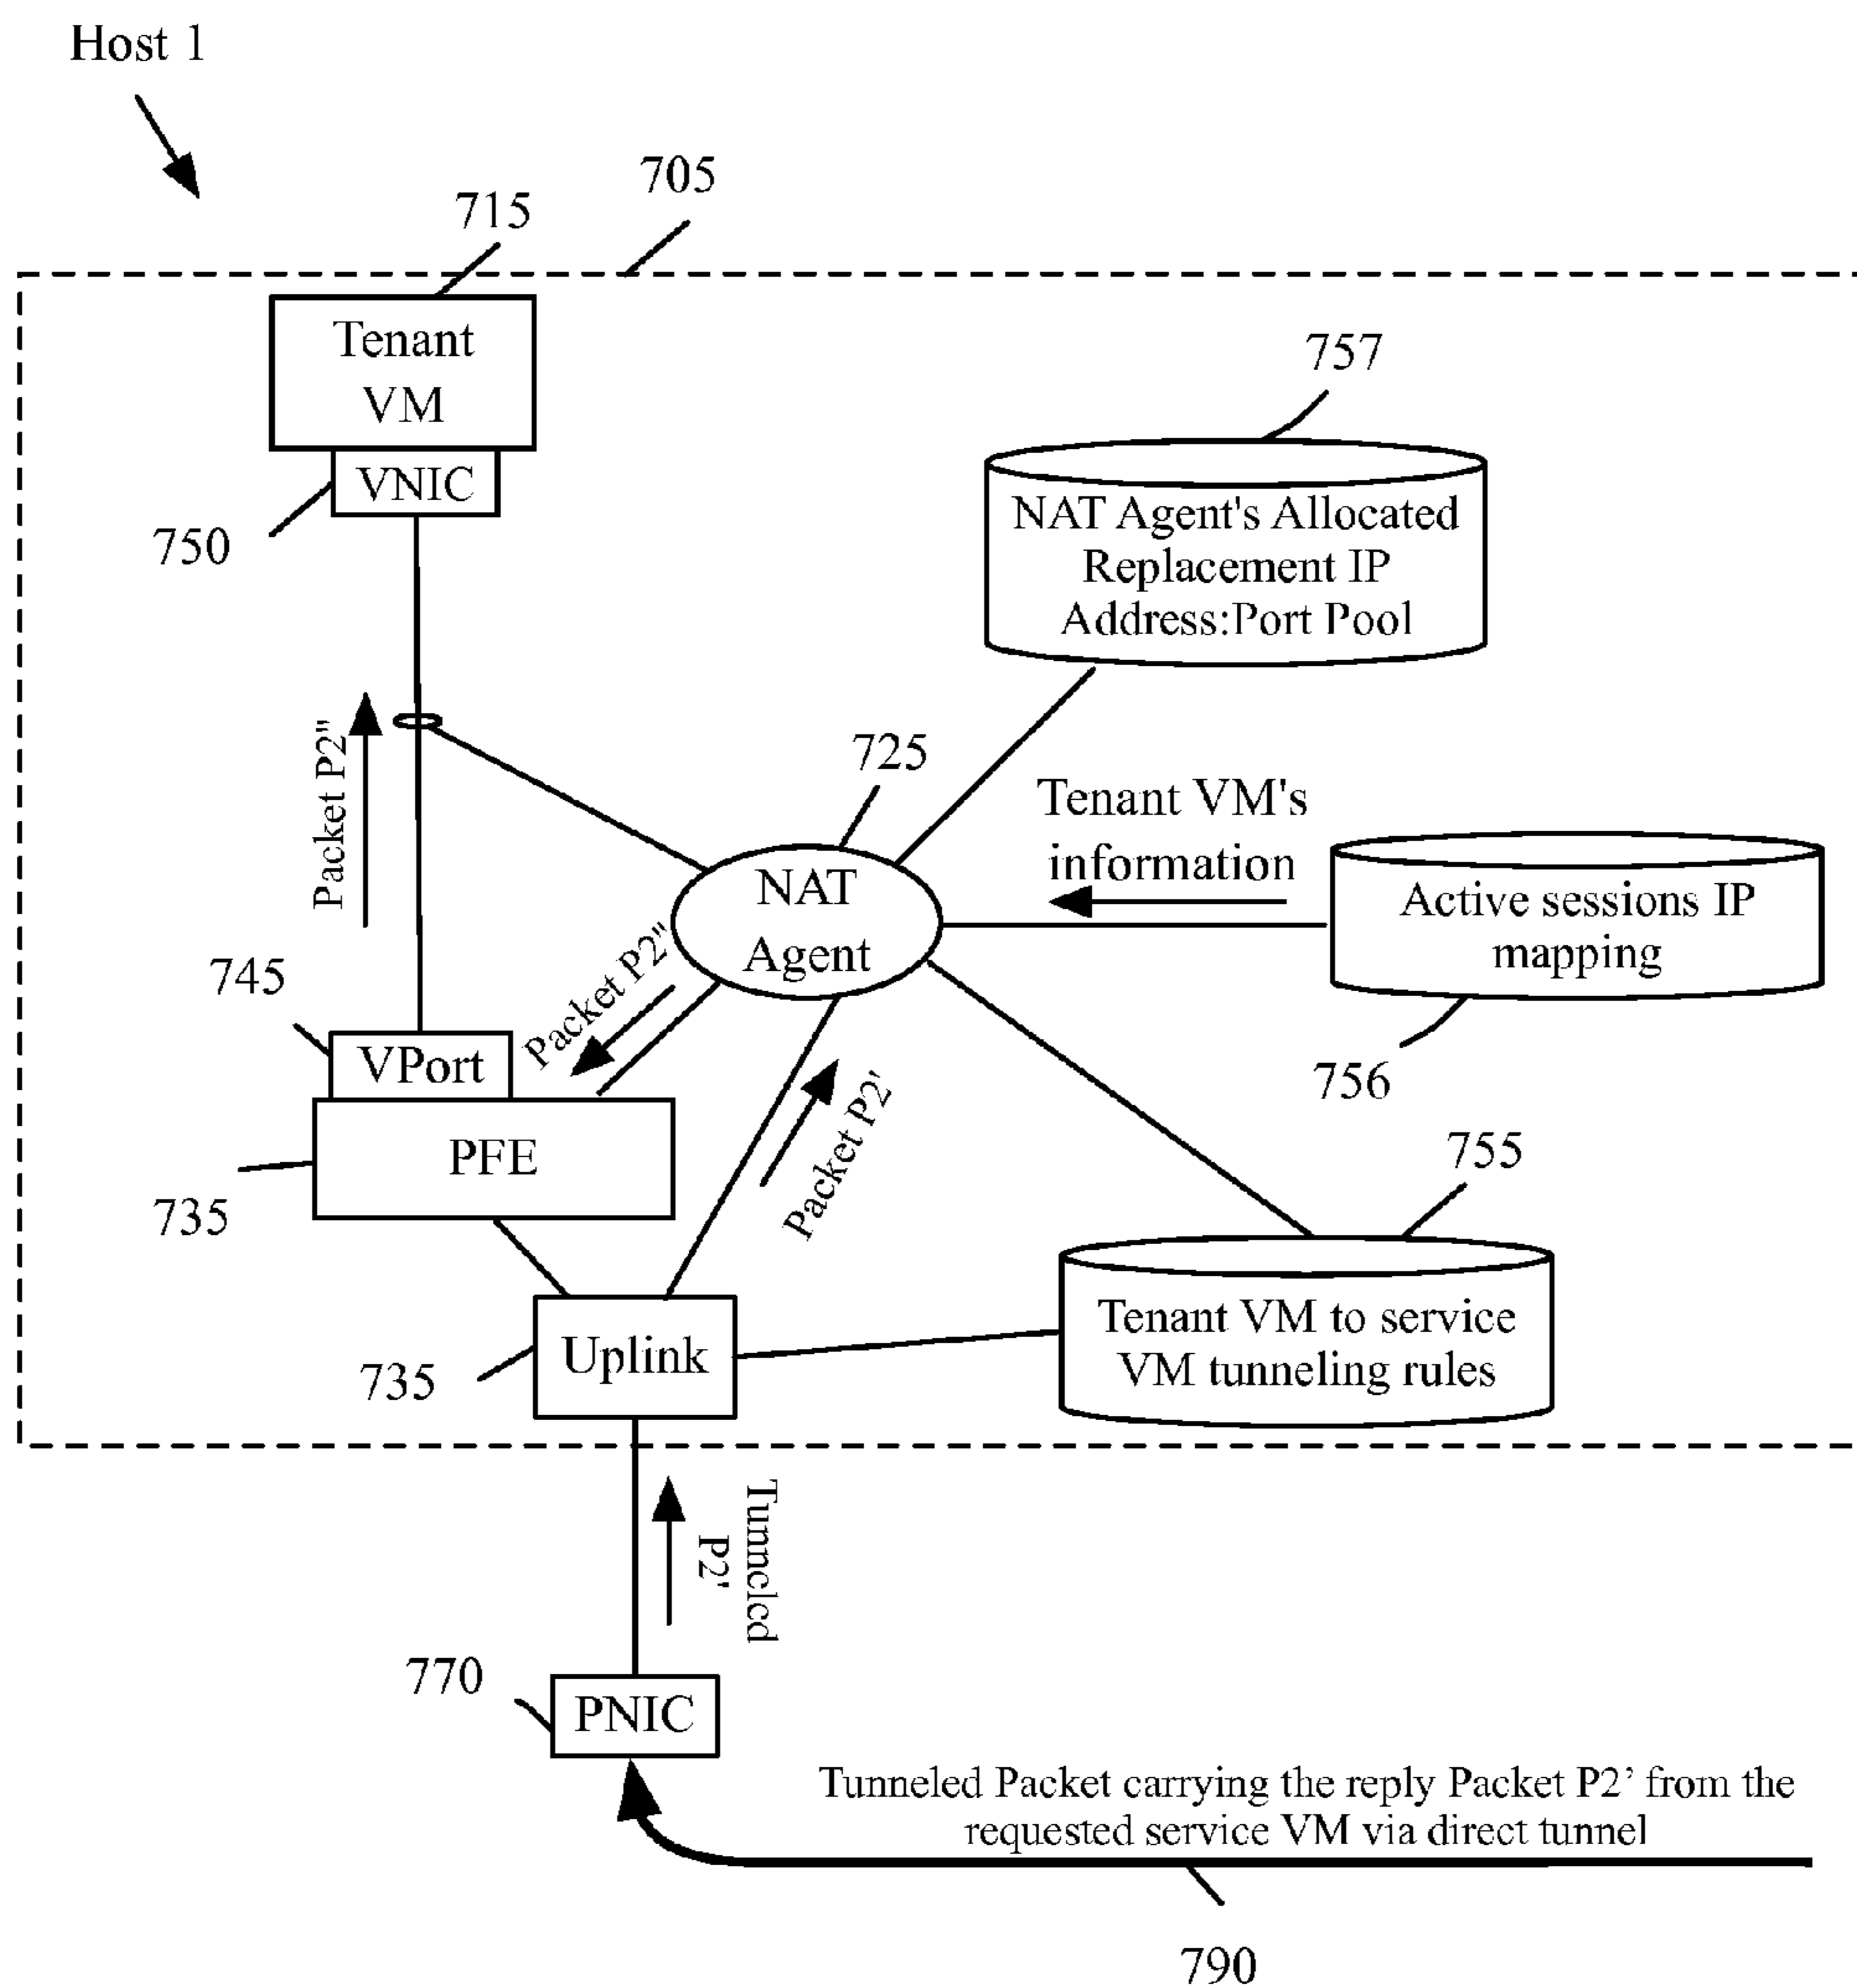 Host 1
705
715
Tenant
VM
VNIC
750
757
NAT Agent's Allocated
Replacement IP
Address:Port Pool
725
Packet P2"
Tenant VM's
information
NAT
Agent
Active sessions IP
mapping
756
Packet P2"
745
VPort
Packet P2'
PFE
735
755
Uplink
735
Tenant VM to service
VM tunneling rules
Tunneled
P2'
770
PNIC
Tunneled Packet carrying the reply Packet P2’ from the
requested service VM via direct tunnel
790